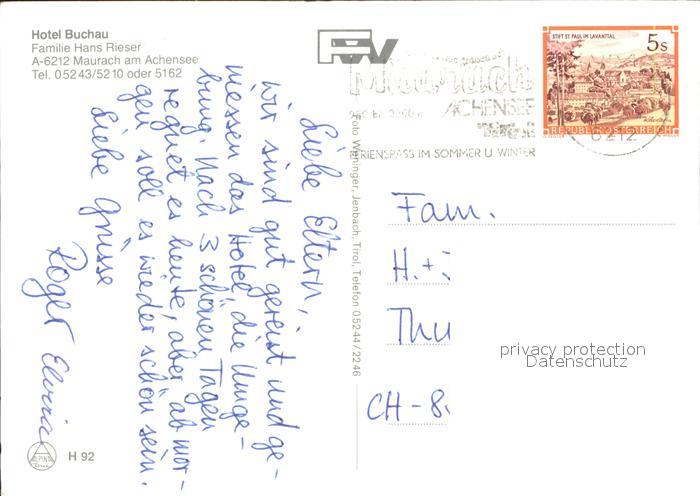 Hotel Buchau
Familie Hans Rieser
A-6212 Maurach am Achensee
Tel. 05243/5210 oder 5162
Liebe Eltern,
wir sind gut gereist und ge-
niessen das Hotel, die Umge-
bung. Nach 3 schönen Tagen
regnet es heute, aber ab mor-
gen soll es wieder schön sein.
Liebe Grüsse
Roger Elvira
ALPINA
H 92
Foto Weninger, Jenbach, Tirol, Telefon 05244/2246
STIFT ST. PAUL IM LAVANTTAL
5 S
REPUBLIK ÖSTERREICH
Maurach
ACHENSEE
TIROL
FERIENSPASS IM SOMMER U. WINTER
6212
Fam.
H. +
Thu
CH-8
privacy protection
Datenschutz